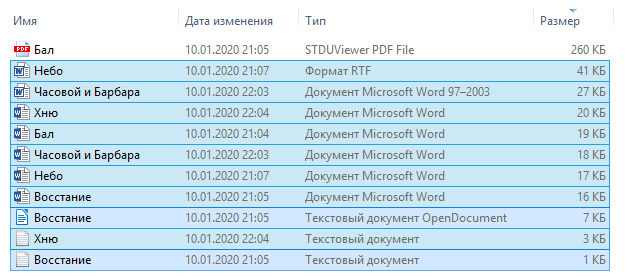 Имя Дата изменения Тип Размер
PDF Бал 10.01.2020 21:05 STDUViewer PDF File 260 КБ
W Небо 10.01.2020 21:07 Формат RTF 41 КБ
W Часовой и Барбара 10.01.2020 22:03 Документ Microsoft Word 97–2003 27 КБ
W Хню 10.01.2020 22:04 Документ Microsoft Word 20 КБ
W Бал 10.01.2020 21:04 Документ Microsoft Word 19 КБ
W Часовой и Барбара 10.01.2020 22:03 Документ Microsoft Word 18 КБ
W Небо 10.01.2020 21:07 Документ Microsoft Word 17 КБ
W Восстание 10.01.2020 21:05 Документ Microsoft Word 16 КБ
Восстание 10.01.2020 21:05 Текстовый документ OpenDocument 7 КБ
Хню 10.01.2020 22:04 Текстовый документ 3 КБ
Восстание 10.01.2020 21:05 Текстовый документ 1 КБ